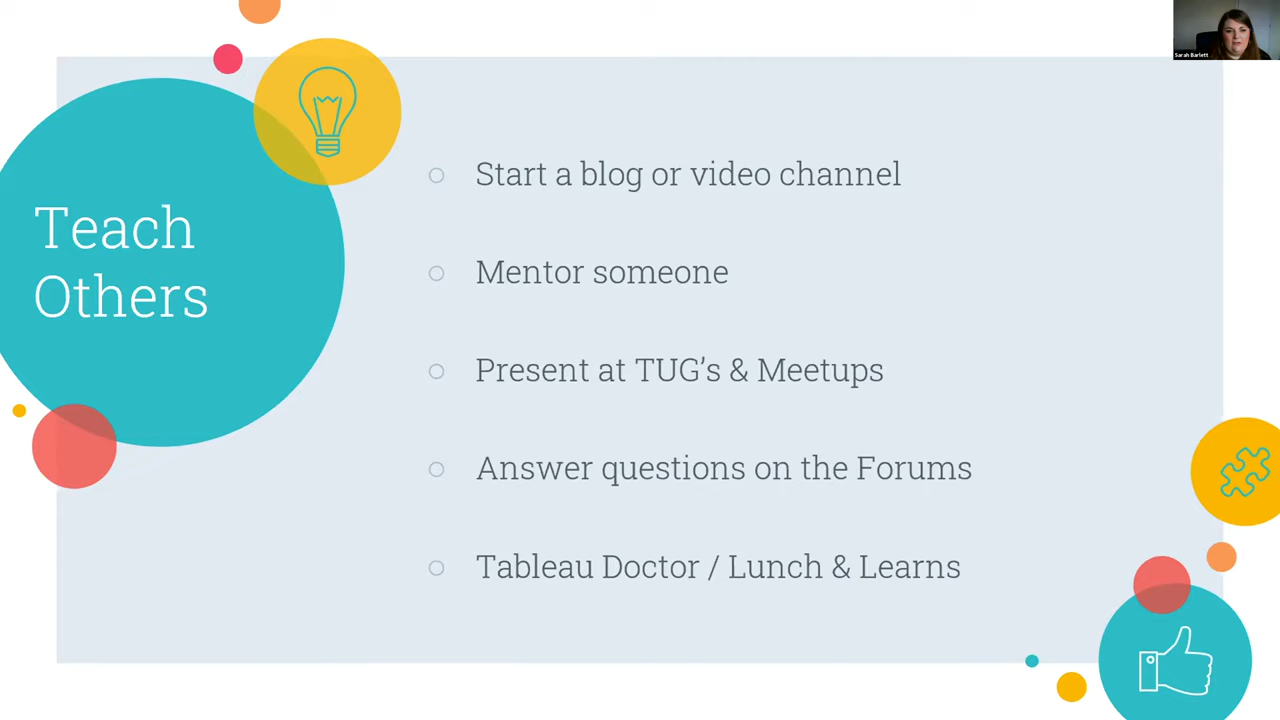 Sarah Barlett
Teach
Others
Start a blog or video channel
Mentor someone
Present at TUG’s & Meetups
Answer questions on the Forums
Tableau Doctor / Lunch & Learns